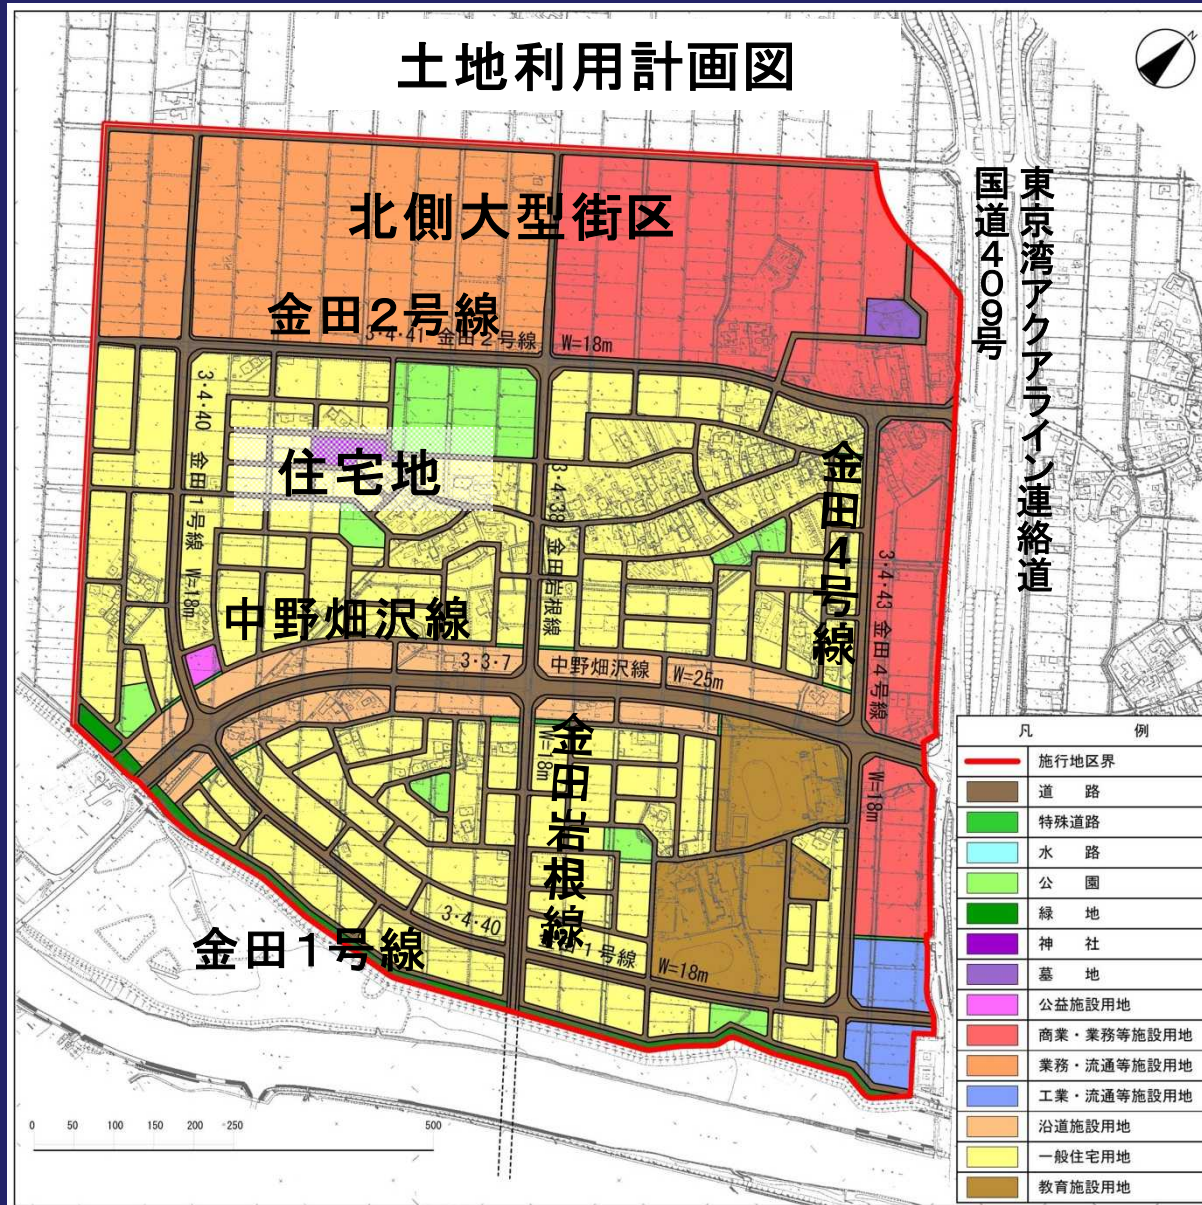 土地利用計画図
N
北側大型街区
金田2号線
3・4・41 金田2号線 W=18m
国道409号
東京湾アクアライン連絡道
3・4・40 金田1号線 W=18m
住宅地
3・4・38 金田岩根線
W=18m
金田4号線
3・4・43 金田4号線
W=18m
中野畑沢線
3・3・7 中野畑沢線 W=25m
金田岩根線
金田1号線
3・4・40 金田1号線 W=18m
0 50 100 150 200 250 500
凡 例
施行地区界
道 路
特殊道路
水 路
公 園
緑 地
神 社
墓 地
公益施設用地
商業・業務等施設用地
業務・流通等施設用地
工業・流通等施設用地
沿道施設用地
一般住宅用地
教育施設用地